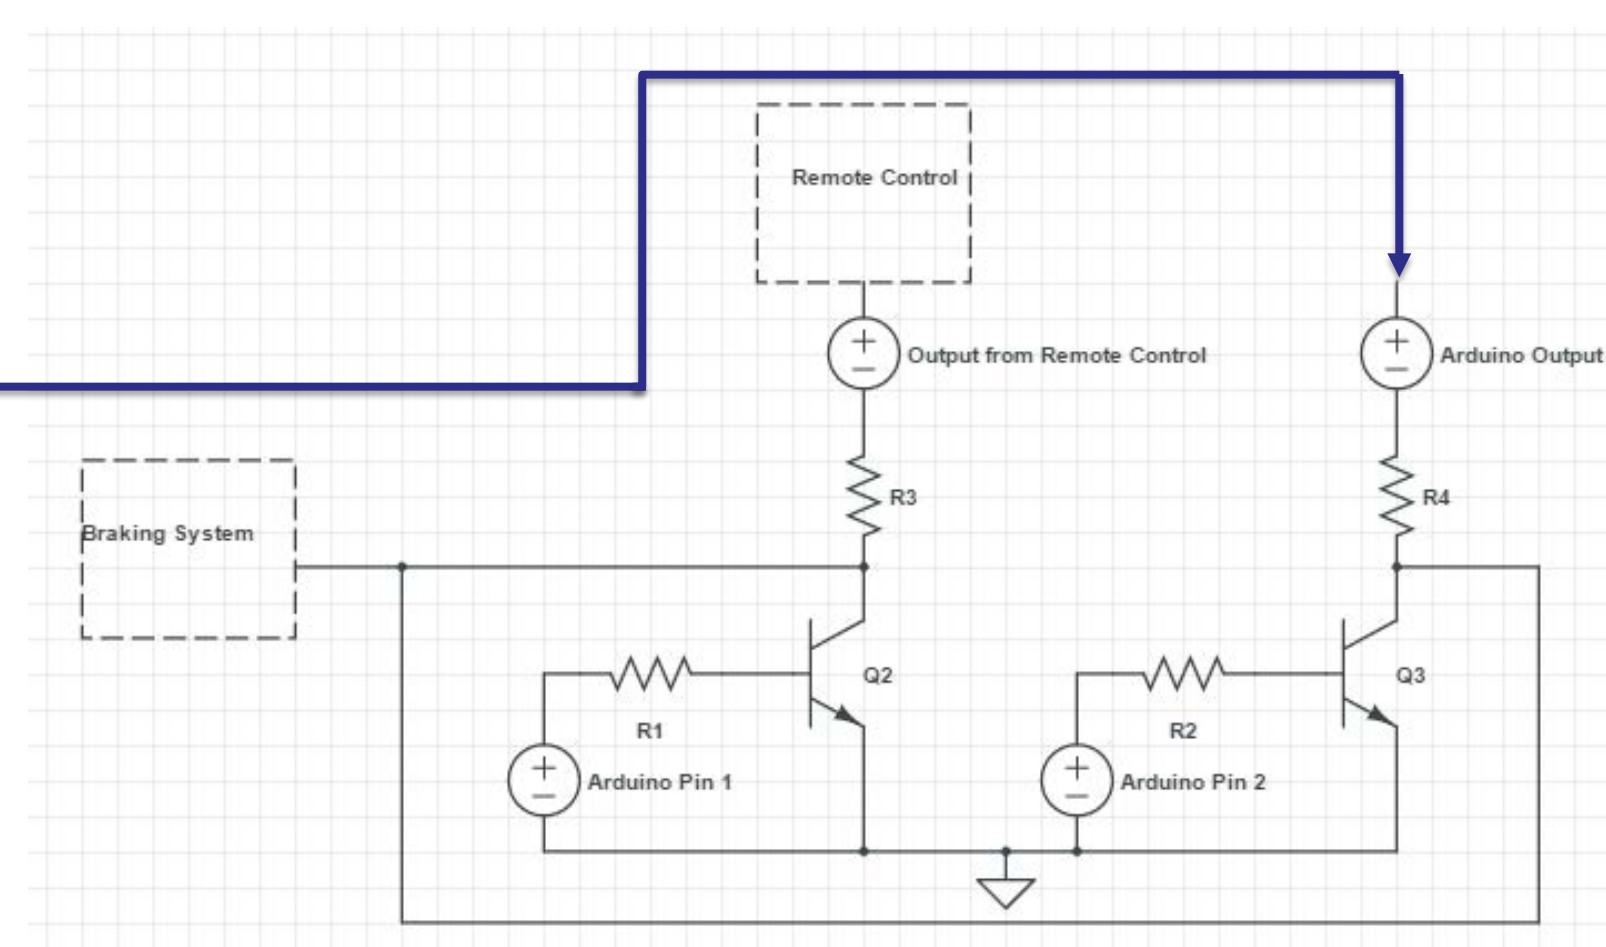 Remote Control
+
−
Output from Remote Control
+
−
Arduino Output
R3
R4
Braking System
Q2
Q3
R1
R2
+
−
Arduino Pin 1
+
−
Arduino Pin 2